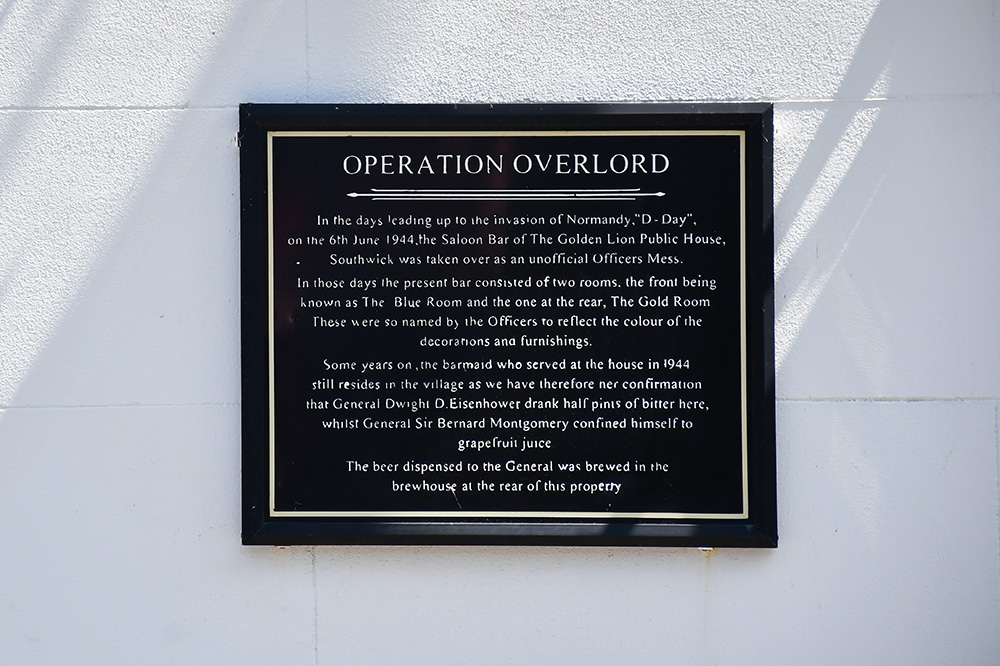 OPERATION OVERLORD
In the days leading up to the invasion of Normandy,"D - Day",
on the 6th June 1944,the Saloon Bar of The Golden Lion Public House,
Southwick was taken over as an unofficial Officers Mess.
In those days the present bar consisted of two rooms, the front being
known as The Blue Room and the one at the rear, The Gold Room
These were so named by the Officers to reflect the colour of the
decorations and furnishings.
Some years on ,the barmaid who served at the house in 1944
still resides in the village as we have therefore her confirmation
that General Dwight D.Eisenhower drank half pints of bitter here,
whilst General Sir Bernard Montgomery confined himself to
grapefruit juice
The beer dispensed to the General was brewed in the
brewhouse at the rear of this property